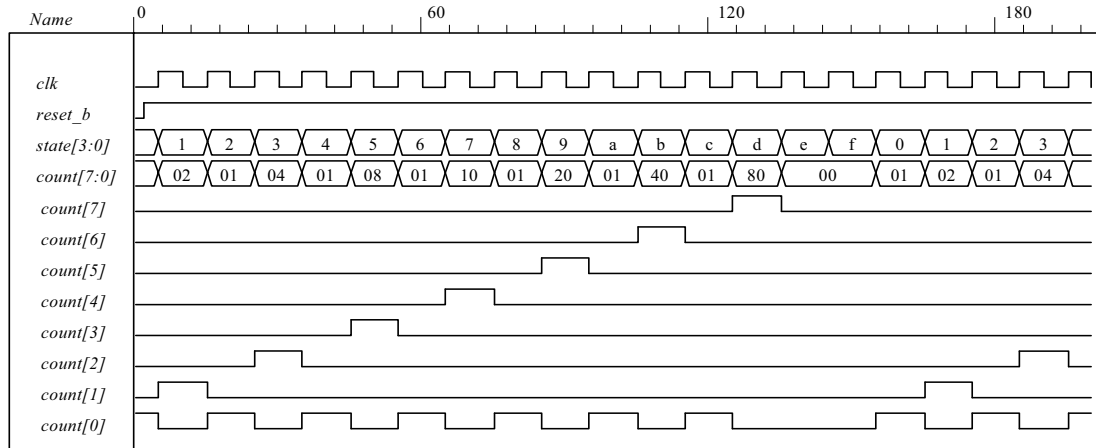 Name 0 60 120 180
clk
reset_b
state[3:0] 1 2 3 4 5 6 7 8 9 a b c d e f 0 1 2 3
count[7:0] 02 01 04 01 08 01 10 01 20 01 40 01 80 00 01 02 01 04
count[7]
count[6]
count[5]
count[4]
count[3]
count[2]
count[1]
count[0]